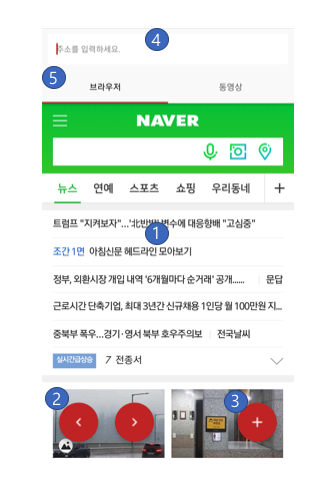 주소를 입력하세요.
4
5
브라우저 동영상
NAVER
뉴스 연예 스포츠 쇼핑 우리동네 +
트럼프 "지켜보자"...'北반발' 변수에 대응향배 "고심중"
1
조간1면 아침신문 헤드라인 모아보기
정부, 외환시장 개입 내역 '6개월마다 순거래' 공개...... 문답
근로시간 단축기업, 최대 3년간 신규채용 1인당 월 100만원 지...
중북부 폭우...경기·영서 북부 호우주의보 전국날씨
실시간급상승 7 전종서
2
3